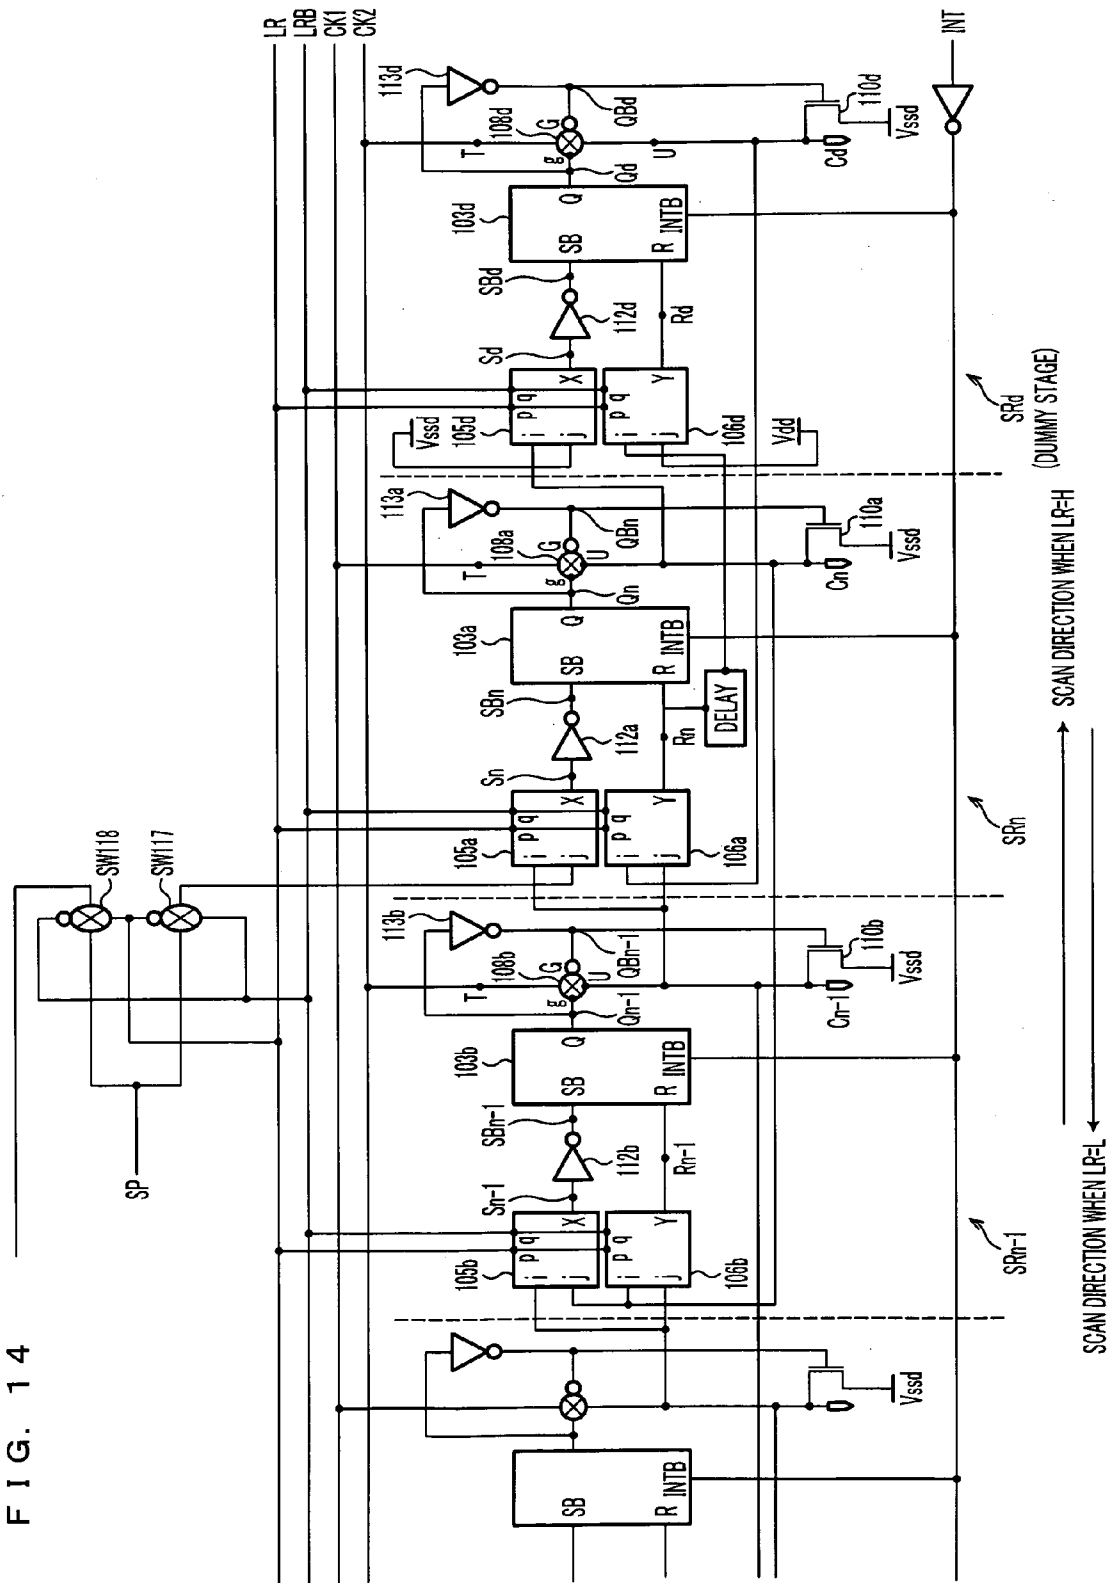 FIG. 14
SP
SW118
SW117
LR
LRB
CK1
CK2
SB
R
INTB
Vssd
105b
i
j
p
q
X
106b
i
j
p
q
Y
Sn-1
112b
SBn-1
Rn-1
103b
SB
R
INTB
Q
Qn-1
g
G
T
U
108b
113b
QBn-1
110b
Cn-1
Vssd
SRn-1
105a
i
j
p
q
X
106a
i
j
p
q
Y
Sn
112a
SBn
Rn
DELAY
103a
SB
R
INTB
Q
Qn
g
G
T
U
108a
113a
QBn
110a
Cn
Vssd
SRn
Vssd
105d
i
j
p
q
X
106d
i
j
p
q
Y
Vdd
Sd
112d
SBd
Rd
103d
SB
R
INTB
Q
Qd
g
G
T
U
108d
113d
QBd
110d
Cd
Vssd
INT
SRd
(DUMMY STAGE)
SCAN DIRECTION WHEN LR=H
SCAN DIRECTION WHEN LR=L